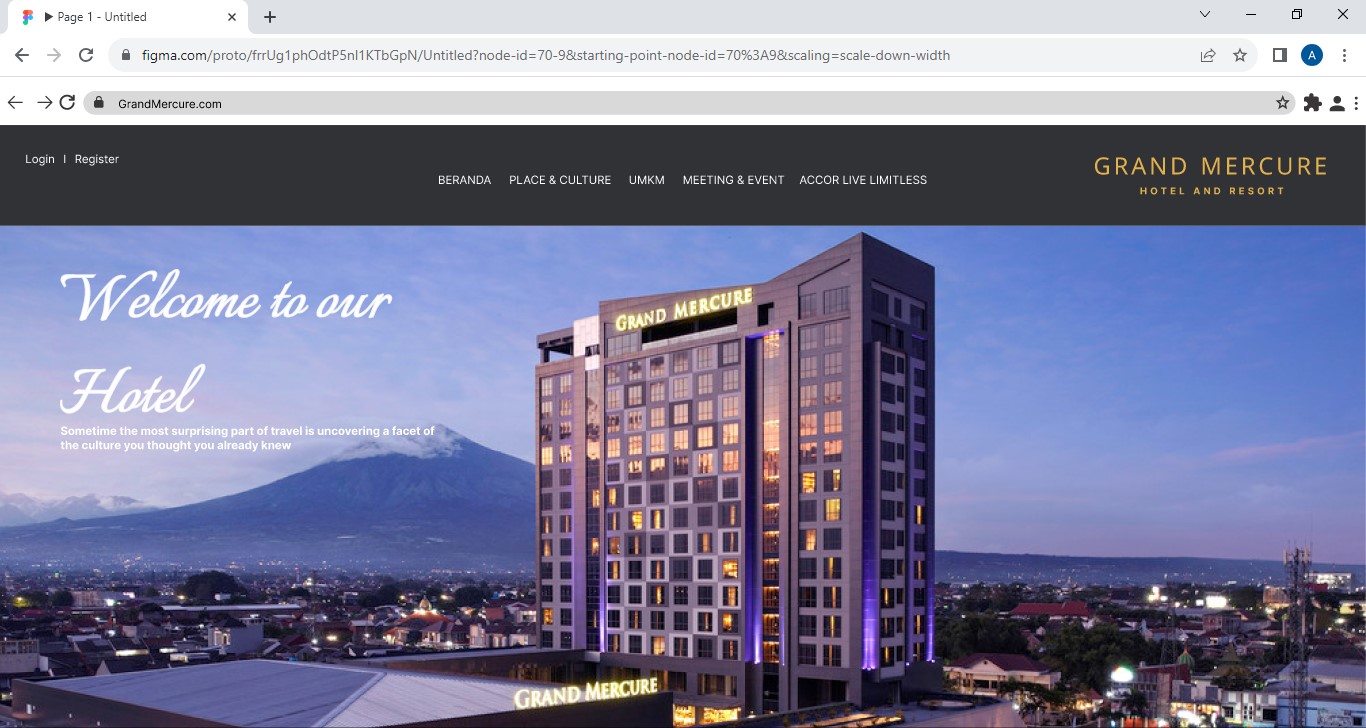 ▶ Page 1 - Untitled
figma.com/proto/frrUg1phOdtP5nI1KTbGpN/Untitled?node-id=70-9&starting-point-node-id=70%3A9&scaling=scale-down-width
A
GrandMercure.com
Login | Register
BERANDA PLACE & CULTURE UMKM MEETING & EVENT ACCOR LIVE LIMITLESS
GRAND MERCURE
HOTEL AND RESORT
Welcome to our
Hotel
Sometime the most surprising part of travel is uncovering a facet of
the culture you thought you already knew
GRAND MERCURE
GRAND MERCURE